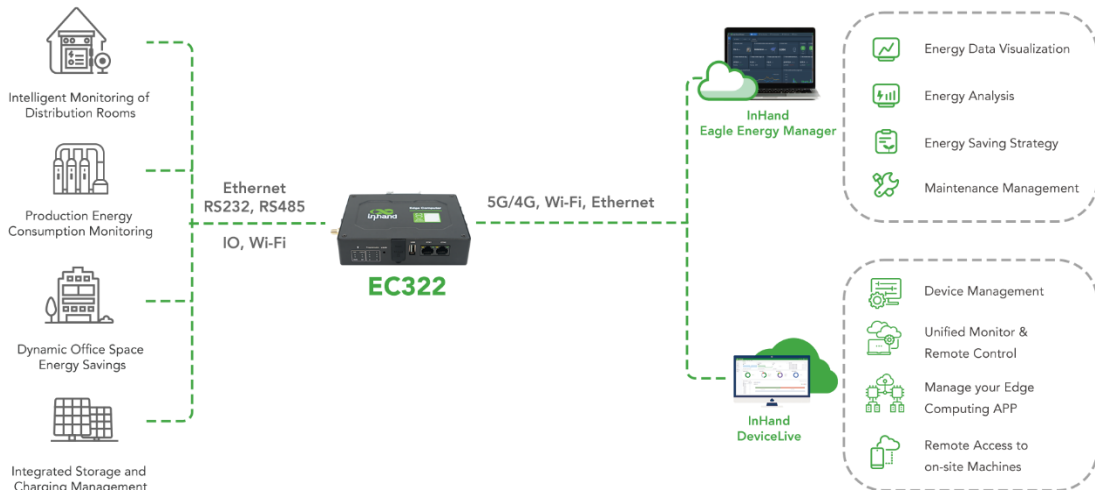 Intelligent Monitoring of
Distribution Rooms
Production Energy
Consumption Monitoring
Dynamic Office Space
Energy Savings
Integrated Storage and
Charging Management
Ethernet
RS232, RS485
IO, Wi-Fi
inhand
Edge Computer
EC322
5G/4G, Wi-Fi, Ethernet
InHand
Eagle Energy Manager
Energy Data Visualization
Energy Analysis
Energy Saving Strategy
Maintenance Management
InHand
DeviceLive
Device Management
Unified Monitor &
Remote Control
Manage your Edge
Computing APP
Remote Access to
on-site Machines